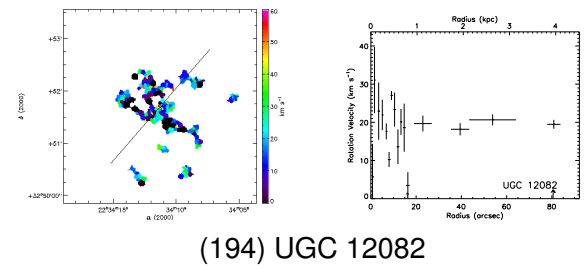 Radius (kpc)
0 1 2 3 4
+53'
+52'
+51'
+32°50'00"
δ (2000)
22ʰ34ᵐ15ˢ 34ᵐ10ˢ 34ᵐ05ˢ
α (2000)
60
50
40
30
20
10
0
km s⁻¹
Rotation Velocity (km s⁻¹)
40
30
20
10
0
UGC 12082
0 20 40 60 80
Radius (arcsec)
(194) UGC 12082